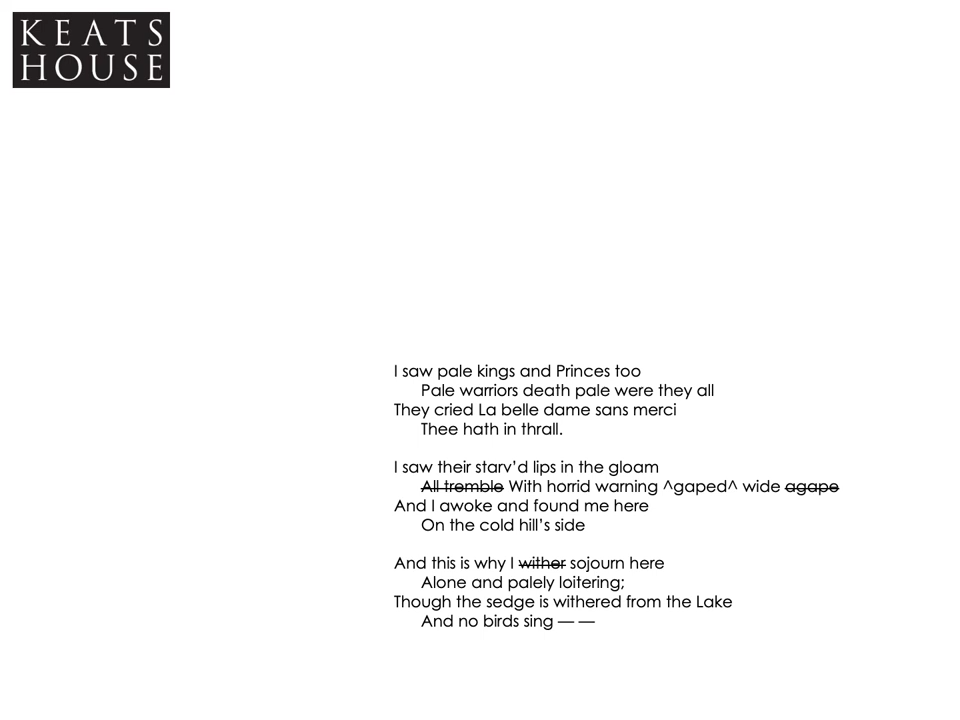 KEATS
HOUSE
I saw pale kings and Princes too
Pale warriors death pale were they all
They cried La belle dame sans merci
Thee hath in thrall.
I saw their starv’d lips in the gloam
All tremble With horrid warning ^gaped^ wide agape
And I awoke and found me here
On the cold hill’s side
And this is why I wither sojourn here
Alone and palely loitering;
Though the sedge is withered from the Lake
And no birds sing — —